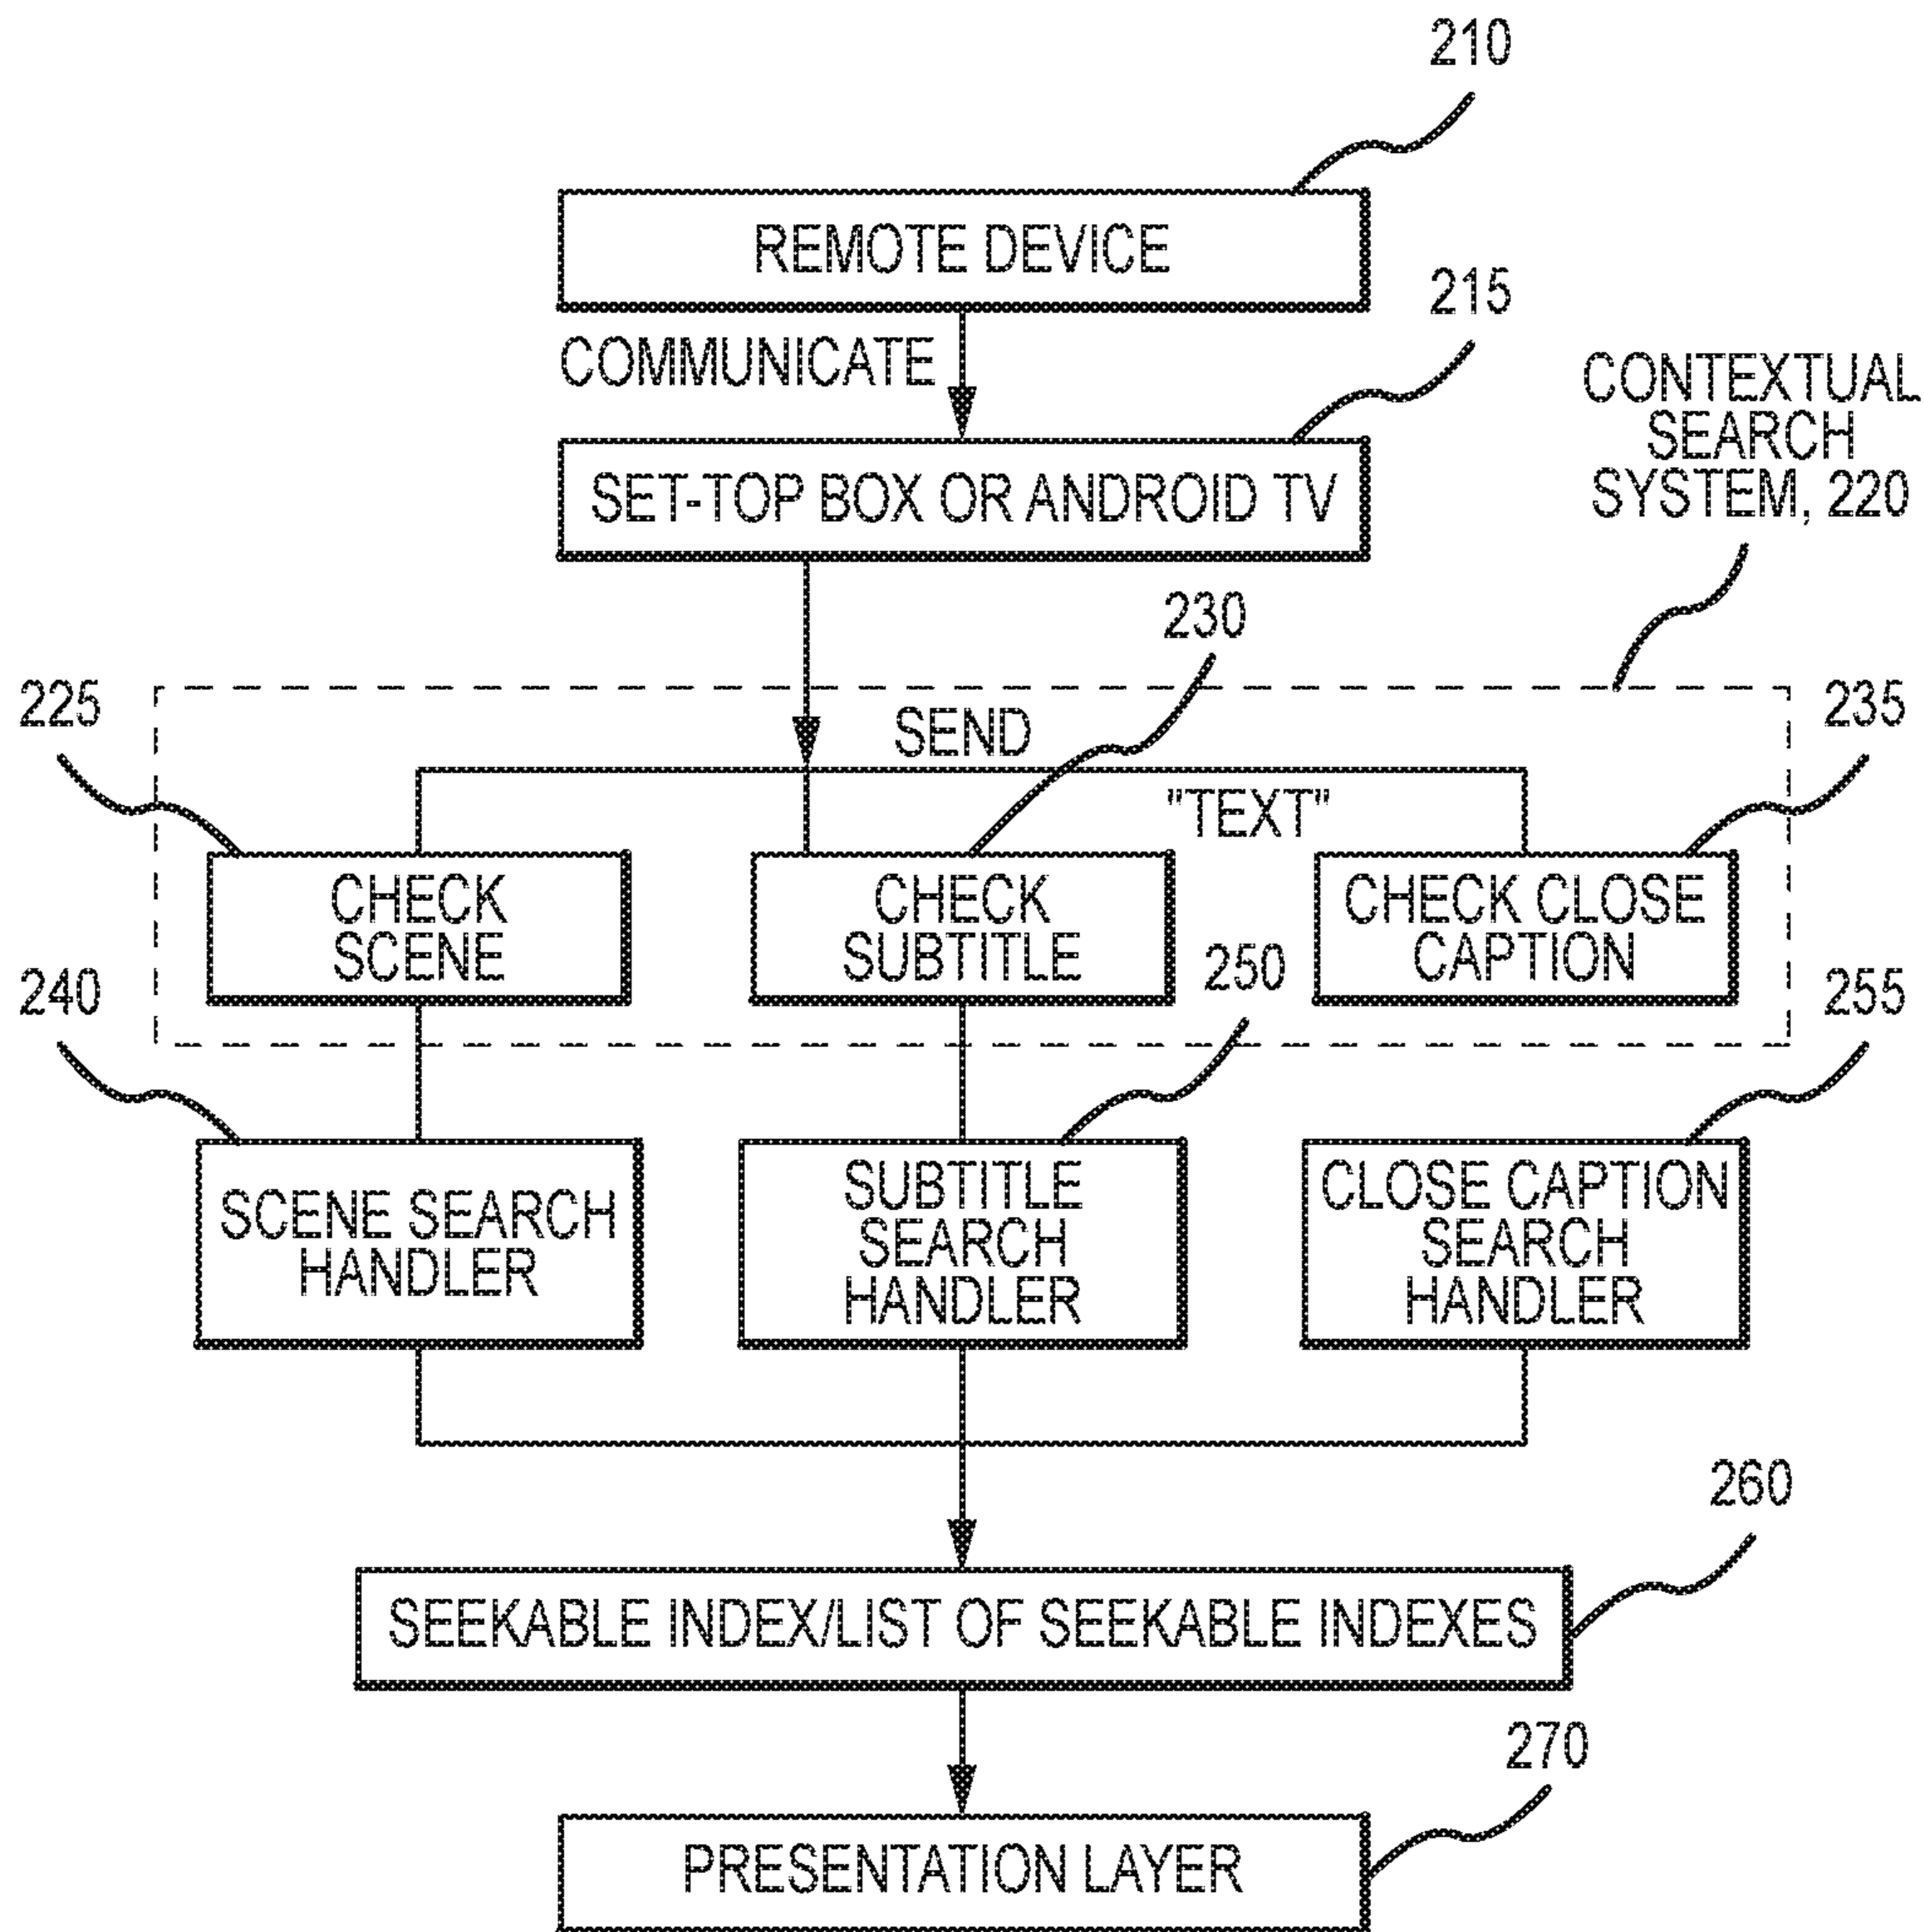 210
REMOTE DEVICE
215
COMMUNICATE
CONTEXTUAL
SEARCH
SYSTEM, 220
SET-TOP BOX OR ANDROID TV
230
225
SEND
235
"TEXT"
CHECK
SCENE
CHECK
SUBTITLE
CHECK CLOSE
CAPTION
240
250
255
SCENE SEARCH
HANDLER
SUBTITLE
SEARCH
HANDLER
CLOSE CAPTION
SEARCH
HANDLER
260
SEEKABLE INDEX/LIST OF SEEKABLE INDEXES
270
PRESENTATION LAYER